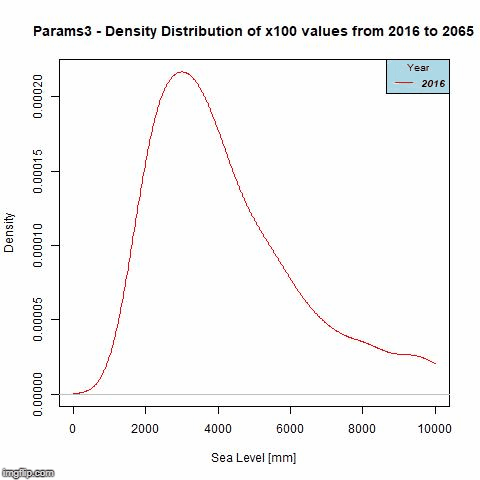 Params3 - Density Distribution of x100 values from 2016 to 2065
Year
2016
0.00020
0.00015
0.00010
0.00005
0.00000
Density
0 2000 4000 6000 8000 10000
Sea Level [mm]
imgflip.com